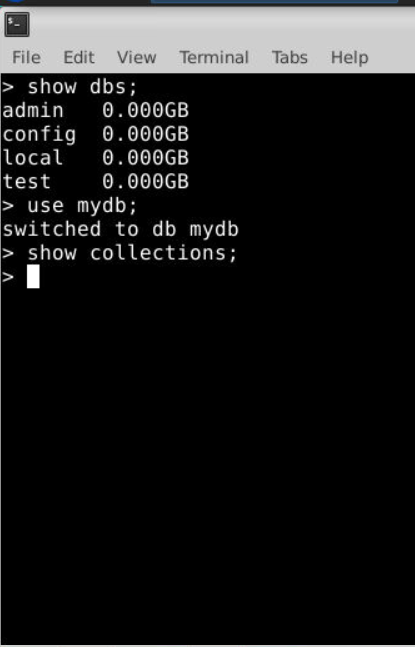 File Edit View Terminal Tabs Help
> show dbs;
admin   0.000GB
config  0.000GB
local   0.000GB
test    0.000GB
> use mydb;
switched to db mydb
> show collections;
>